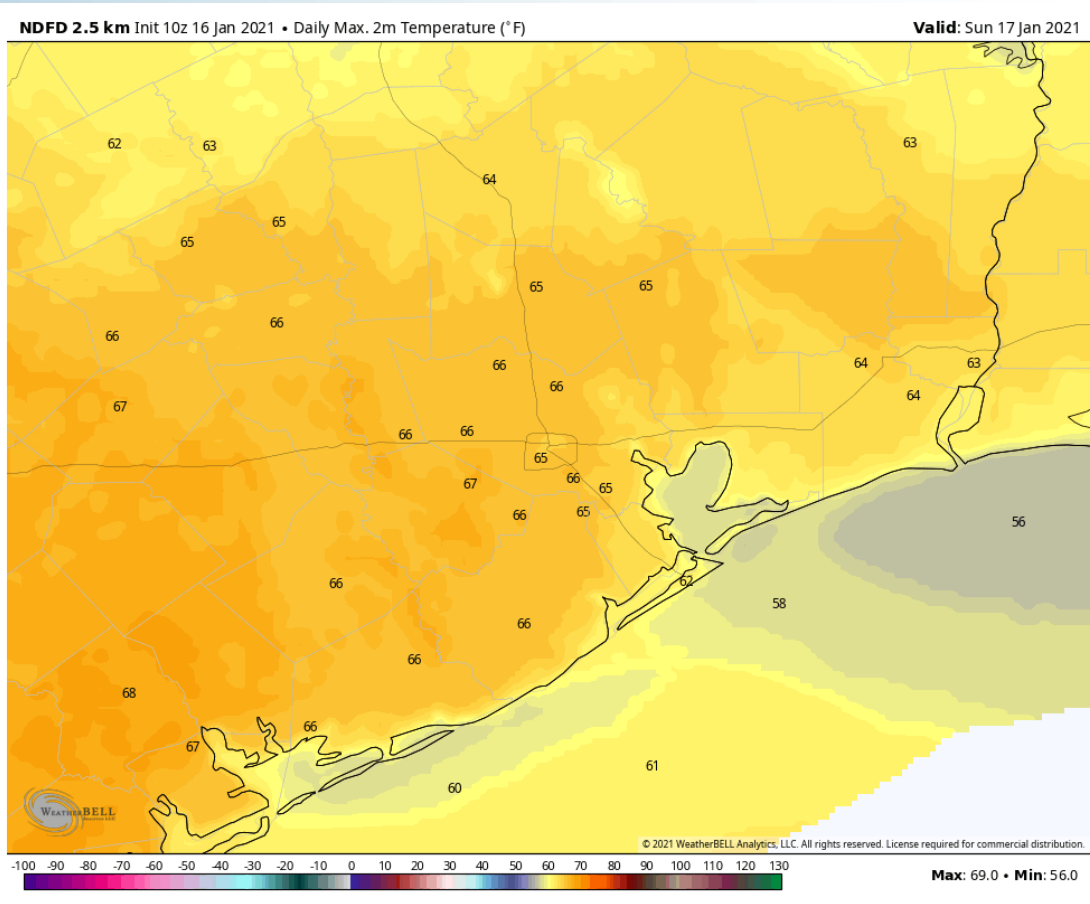 NDFD 2.5 km Init 10z 16 Jan 2021 • Daily Max. 2m Temperature (°F) Valid: Sun 17 Jan 2021
62 63 63
64
65
65
65 65
66
66
66 64 63
66 64
67
66 66
65
67 66 65
66 65
56
66 62
58
66
66
68
66
67
61
60
WEATHERBELL
© 2021 WeatherBELL Analytics, LLC. All rights reserved. License required for commercial distribution.
-100 -90 -80 -70 -60 -50 -40 -30 -20 -10 0 10 20 30 40 50 60 70 80 90 100 110 120 130
Max: 69.0 • Min: 56.0